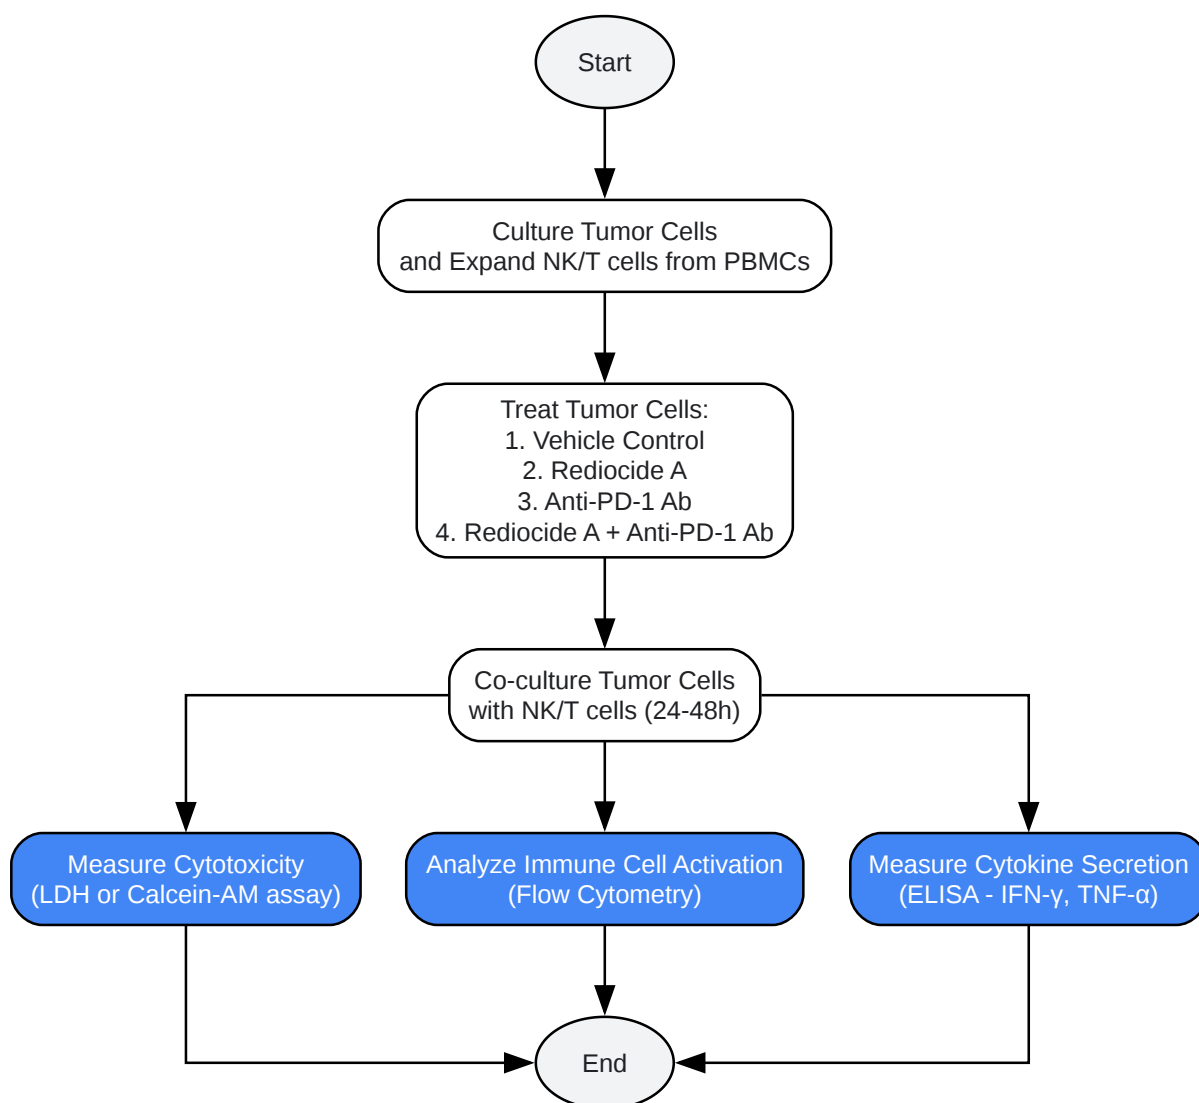 Start
Culture Tumor Cells
and Expand NK/T cells from PBMCs
Treat Tumor Cells:
1. Vehicle Control
2. Rediocide A
3. Anti-PD-1 Ab
4. Rediocide A + Anti-PD-1 Ab
Co-culture Tumor Cells
with NK/T cells (24-48h)
Measure Cytotoxicity
(LDH or Calcein-AM assay)
Analyze Immune Cell Activation
(Flow Cytometry)
Measure Cytokine Secretion
(ELISA - IFN-γ, TNF-α)
End